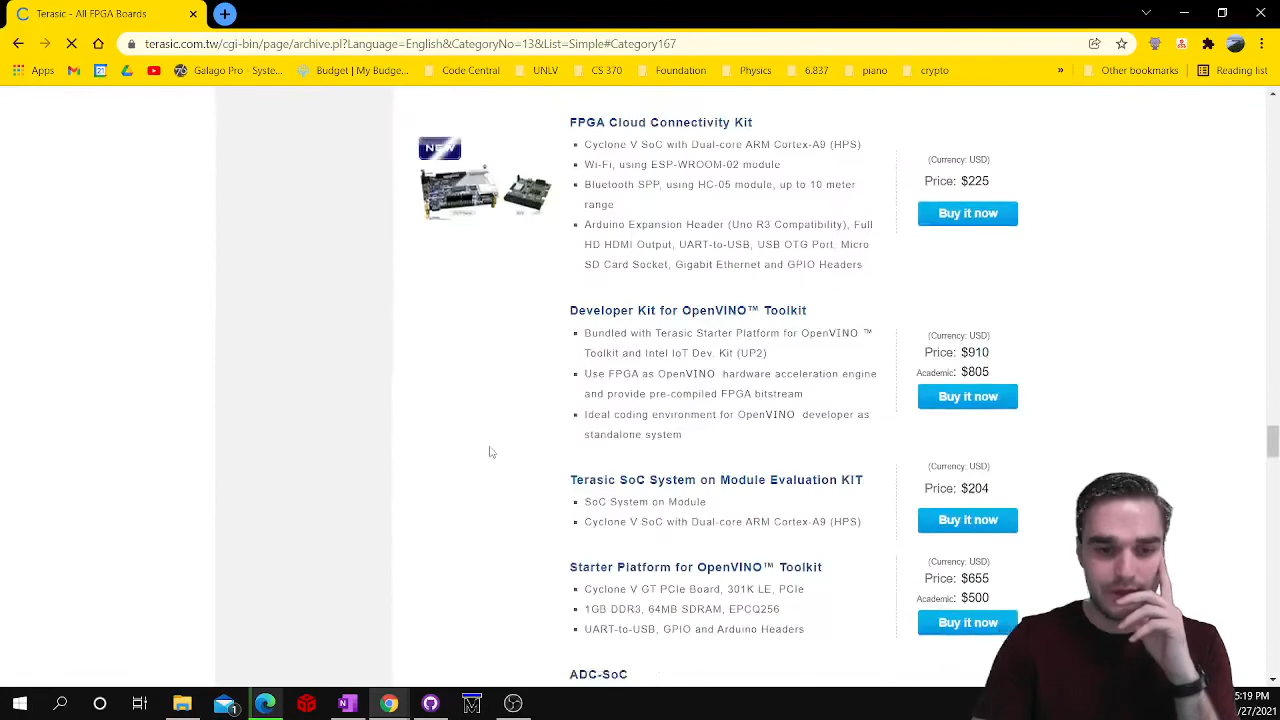 Terasic - All FPGA Boards
terasic.com.tw/cgi-bin/page/archive.pl?Language=English&CategoryNo=13&List=Simple#Category167
Apps
Galago Pro - Syste...
Budget | My Budge...
Code Central
UNLV
CS 370
Foundation
Physics
6.837
piano
crypto
»
Other bookmarks
Reading list
NEW
FPGA Cloud Connectivity Kit
Cyclone V SoC with Dual-core ARM Cortex-A9 (HPS)
Wi-Fi, using ESP-WROOM-02 module
Bluetooth SPP, using HC-05 module, up to 10 meter
range
Arduino Expansion Header (Uno R3 Compatibility), Full
HD HDMI Output, UART-to-USB, USB OTG Port, Micro
SD Card Socket, Gigabit Ethernet and GPIO Headers
(Currency: USD)
Price: $225
Buy it now
Developer Kit for OpenVINO™ Toolkit
Bundled with Terasic Starter Platform for OpenVINO ™
Toolkit and Intel IoT Dev. Kit (UP2)
Use FPGA as OpenVINO hardware acceleration engine
and provide pre-compiled FPGA bitstream
Ideal coding environment for OpenVINO developer as
standalone system
(Currency: USD)
Price: $910
Academic: $805
Buy it now
Terasic SoC System on Module Evaluation KIT
SoC System on Module
Cyclone V SoC with Dual-core ARM Cortex-A9 (HPS)
(Currency: USD)
Price: $204
Buy it now
Starter Platform for OpenVINO™ Toolkit
Cyclone V GT PCIe Board, 301K LE, PCIe
1GB DDR3, 64MB SDRAM, EPCQ256
UART-to-USB, GPIO and Arduino Headers
(Currency: USD)
Price: $655
Academic: $500
Buy it now
ADC-SoC
5:19 PM
/27/2021